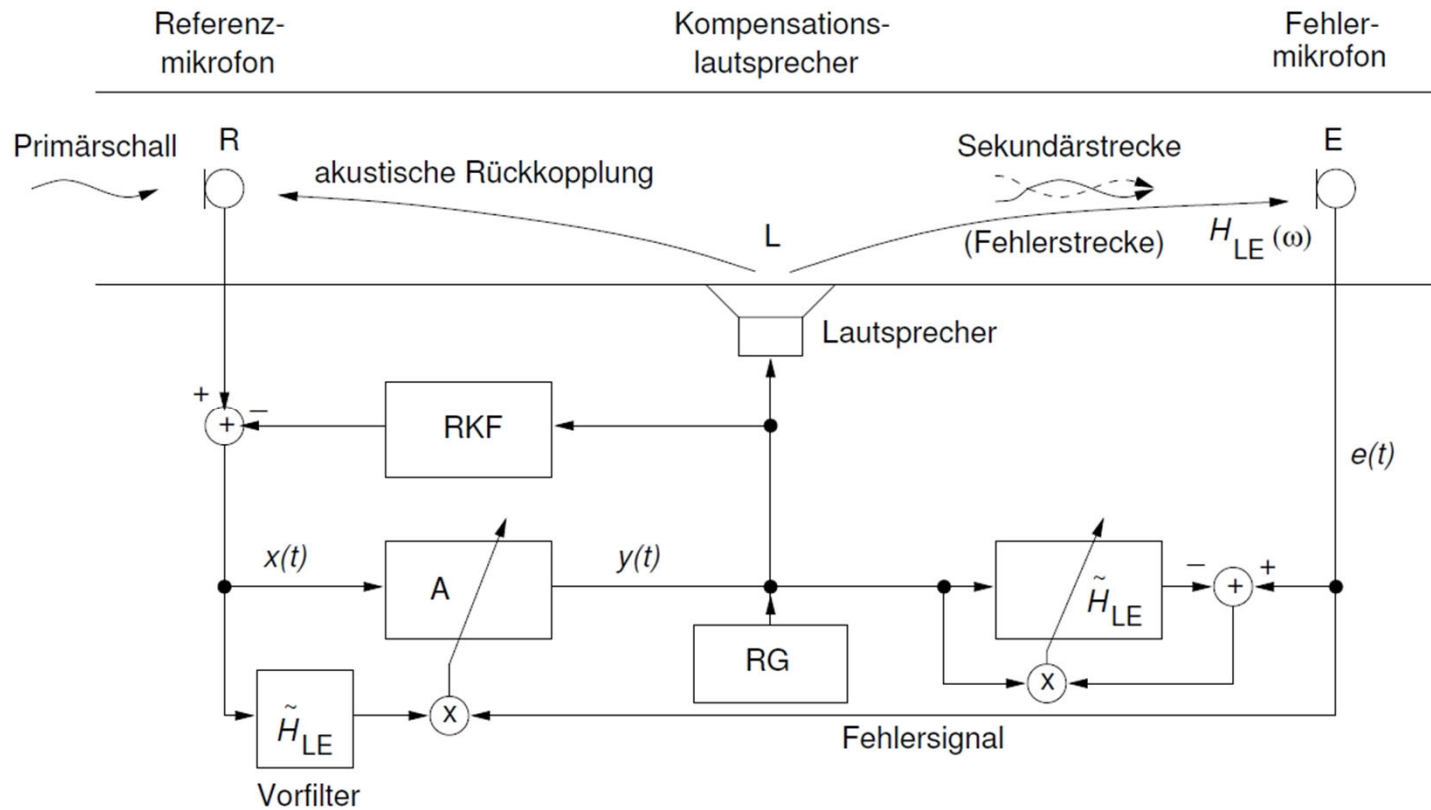 Referenz-
mikrofon
Kompensations-
lautsprecher
Fehler-
mikrofon
Primärschall
R
akustische Rückkopplung
L
Sekundärstrecke
(Fehlerstrecke)
E
H_LE (ω)
Lautsprecher
+
−
+
RKF
e(t)
x(t)
A
y(t)
RG
H̃_LE
−
+
+
x
H̃_LE
x
Fehlersignal
Vorfilter